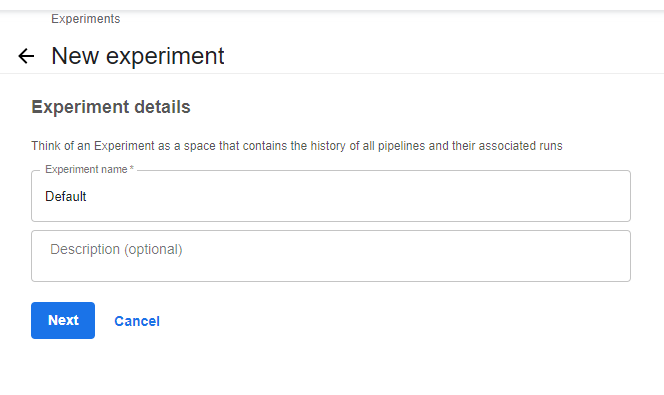 Experiments
New experiment
Experiment details
Think of an Experiment as a space that contains the history of all pipelines and their associated runs
Experiment name *
Default
Description (optional)
Next Cancel